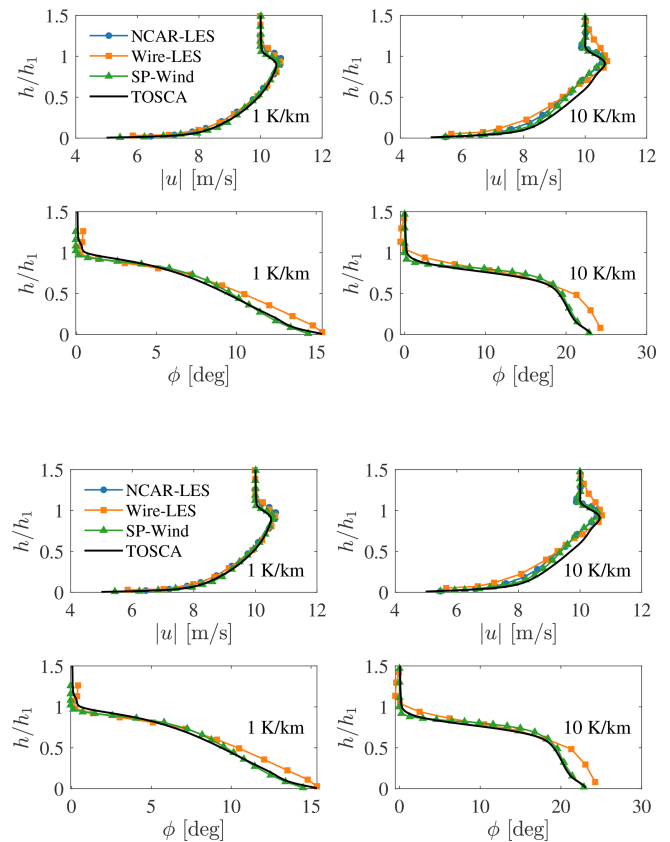 1.5
1
0.5
0
h/h₁
NCAR-LES
Wire-LES
SP-Wind
TOSCA
1 K/km
4 6 8 10 12
|u| [m/s]
1.5
1
0.5
0
h/h₁
10 K/km
4 6 8 10 12
|u| [m/s]
1.5
1
0.5
0
h/h₁
1 K/km
0 5 10 15
ϕ [deg]
1.5
1
0.5
0
h/h₁
10 K/km
0 10 20 30
ϕ [deg]
1.5
1
0.5
0
h/h₁
NCAR-LES
Wire-LES
SP-Wind
TOSCA
1 K/km
4 6 8 10 12
|u| [m/s]
1.5
1
0.5
0
h/h₁
10 K/km
4 6 8 10 12
|u| [m/s]
1.5
1
0.5
0
h/h₁
1 K/km
0 5 10 15
ϕ [deg]
1.5
1
0.5
0
h/h₁
10 K/km
0 10 20 30
ϕ [deg]